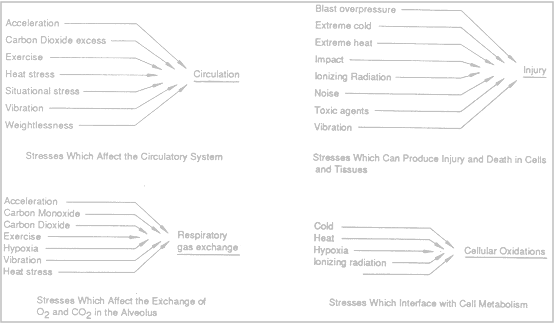 Acceleration
Carbon Dioxide excess
Exercise
Heat stress
Situational stress
Vibration
Weightlessness
Circulation
Stresses Which Affect the Circulatory System
Blast overpressure
Extreme cold
Extreme heat
Impact
Ionizing Radiation
Noise
Toxic agents
Vibration
Injury
Stresses Which Can Produce Injury and Death in Cells
and Tissues
Acceleration
Carbon Monoxide
Carbon Dioxide
Exercise
Hypoxia
Vibration
Heat stress
Respiratory
gas exchange
Stresses Which Affect the Exchange of
O2 and CO2 in the Alveolus
Cold
Heat
Hypoxia
Ionizing radiation
Cellular Oxidations
Stresses Which Interface with Cell Metabolism